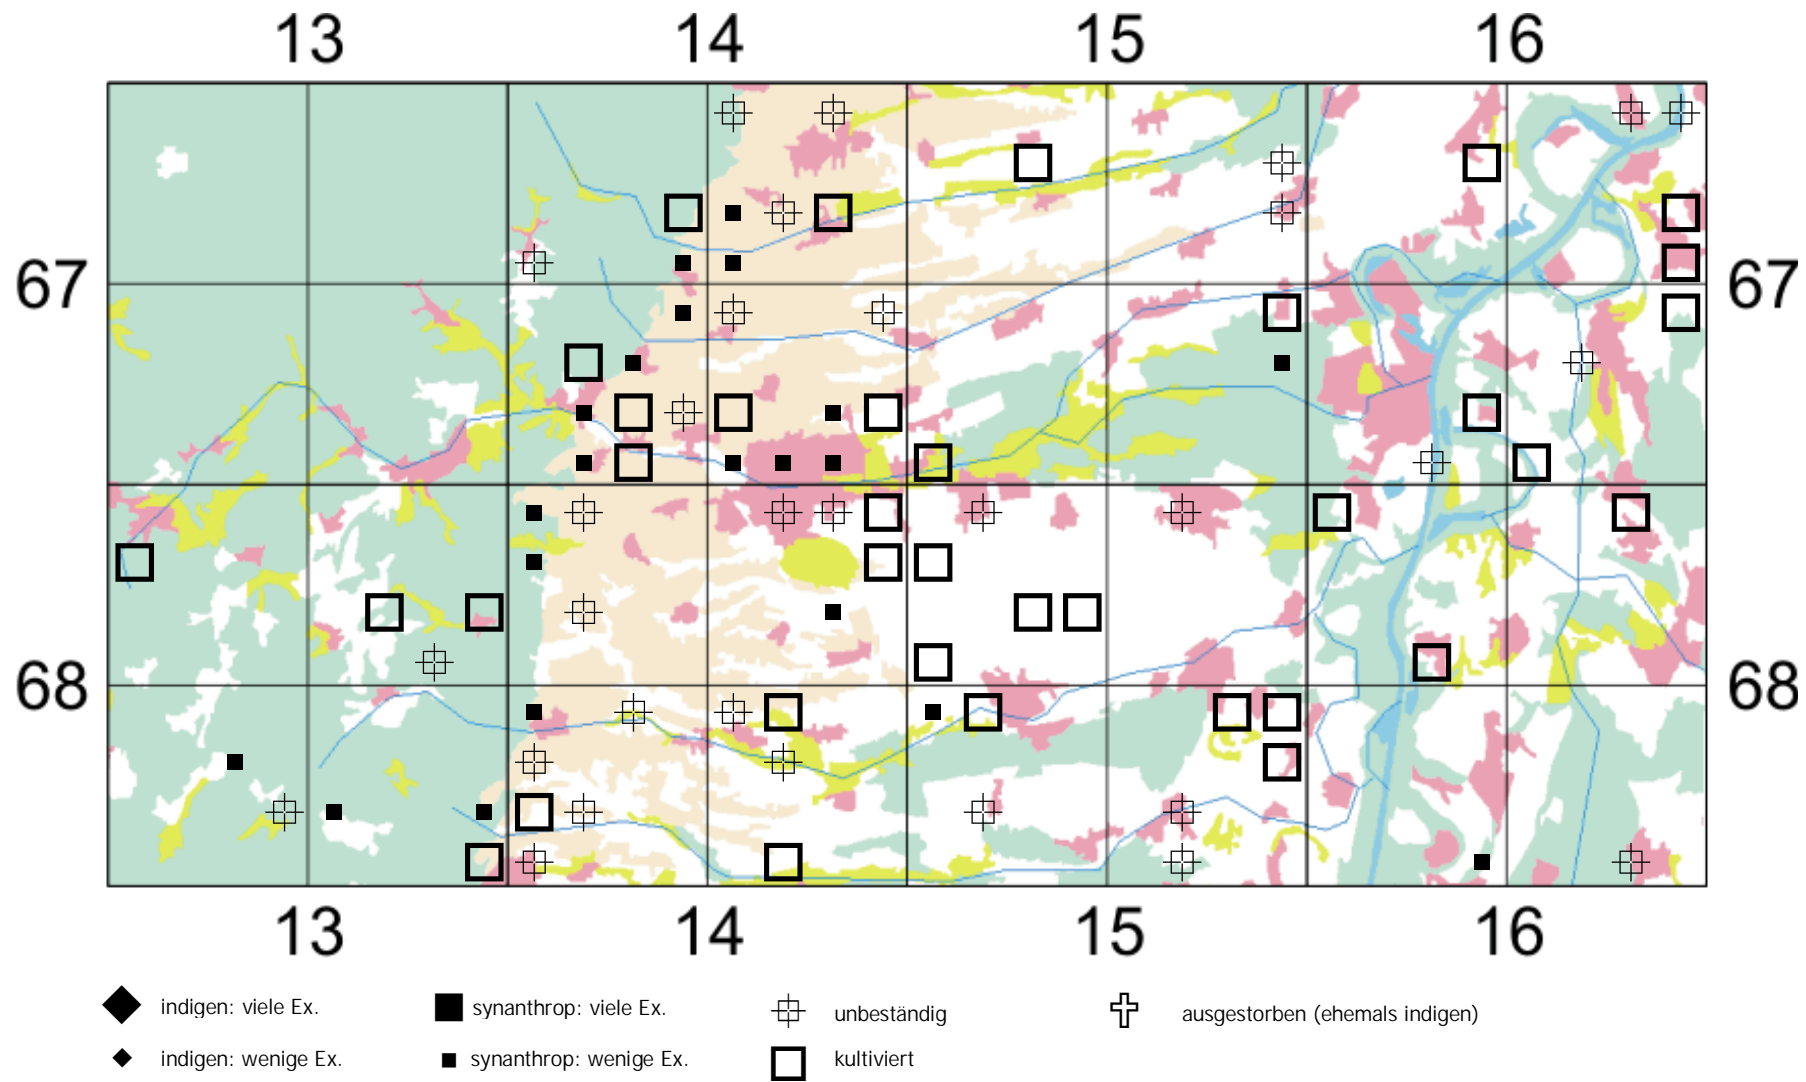 13 14 15 16
67 67
68 68
13 14 15 16
indigen: viele Ex. synanthrop: viele Ex. unbeständig ausgestorben (ehemals indigen)
indigen: wenige Ex. synanthrop: wenige Ex. kultiviert